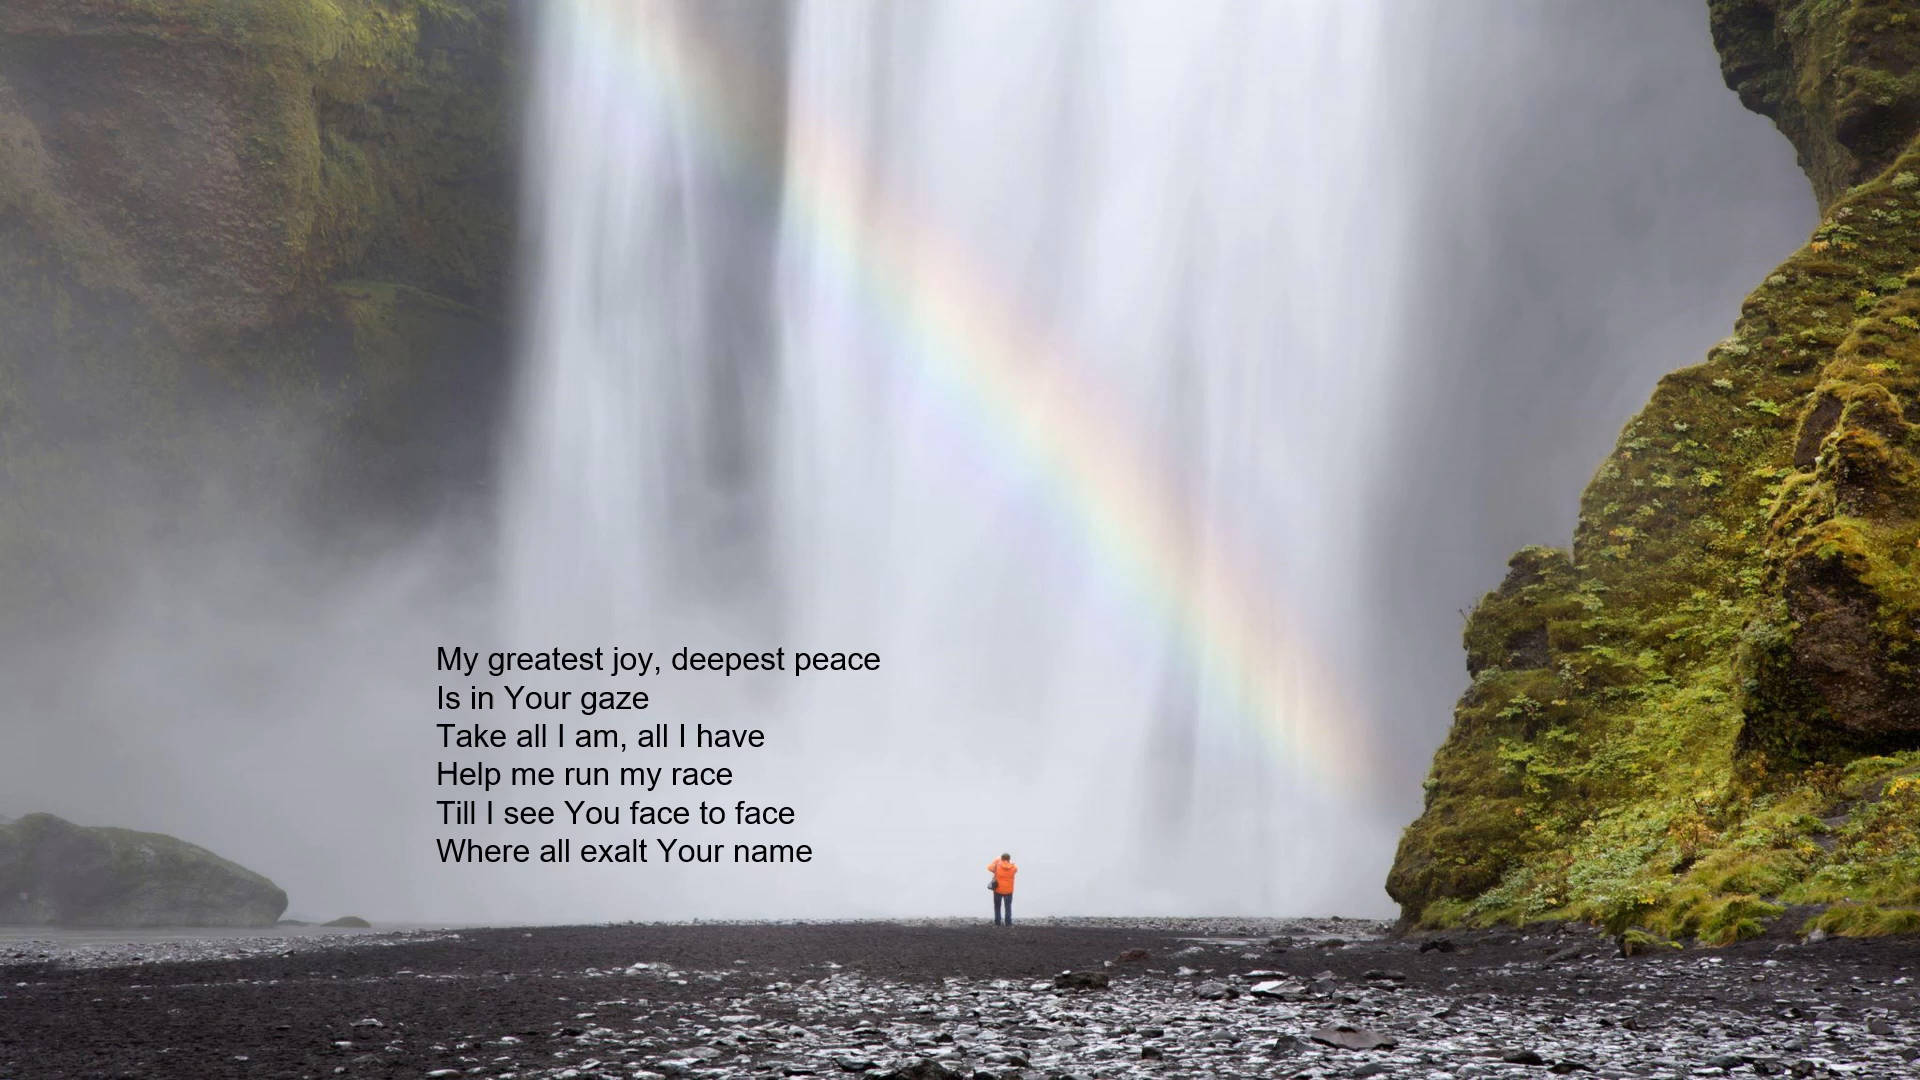 My greatest joy, deepest peace
Is in Your gaze
Take all I am, all I have
Help me run my race
Till I see You face to face
Where all exalt Your name